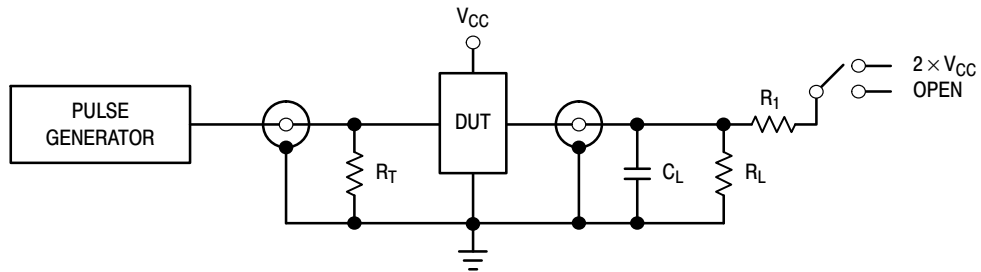 V_CC
PULSE
GENERATOR
DUT
R_T
C_L
R_L
R_1
2 × V_CC
OPEN